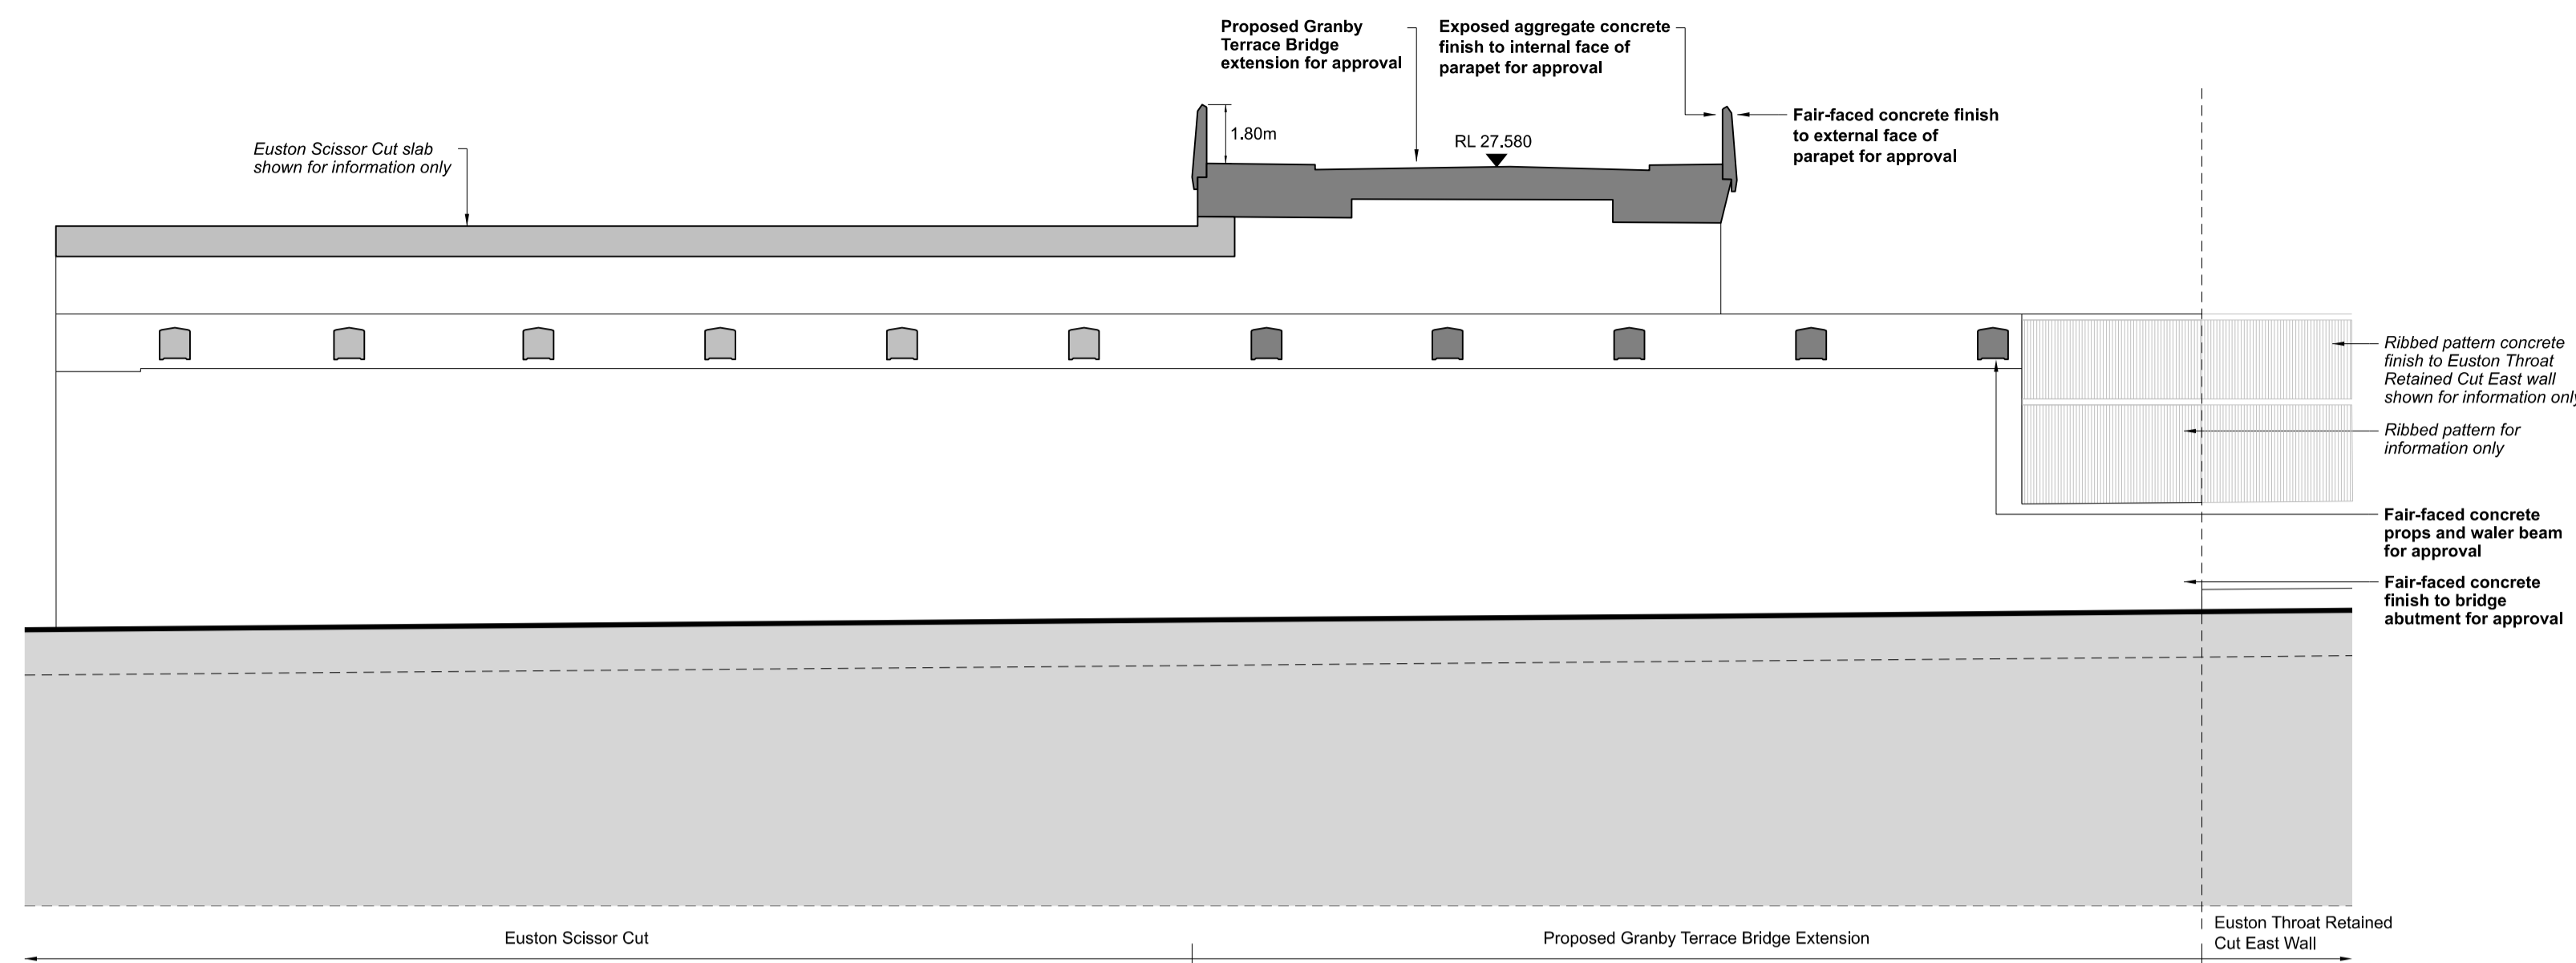 Proposed Granby
Terrace Bridge
extension for approval
Exposed aggregate concrete
finish to internal face of
parapet for approval
Fair-faced concrete finish
to external face of
parapet for approval
1.80m
RL 27.580
Euston Scissor Cut slab
shown for information only
Ribbed pattern concrete
finish to Euston Throat
Retained Cut East wall
shown for information only
Ribbed pattern for
information only
Fair-faced concrete
props and waler beam
for approval
Fair-faced concrete
finish to bridge
abutment for approval
Euston Scissor Cut
Proposed Granby Terrace Bridge Extension
Euston Throat Retained
Cut East Wall